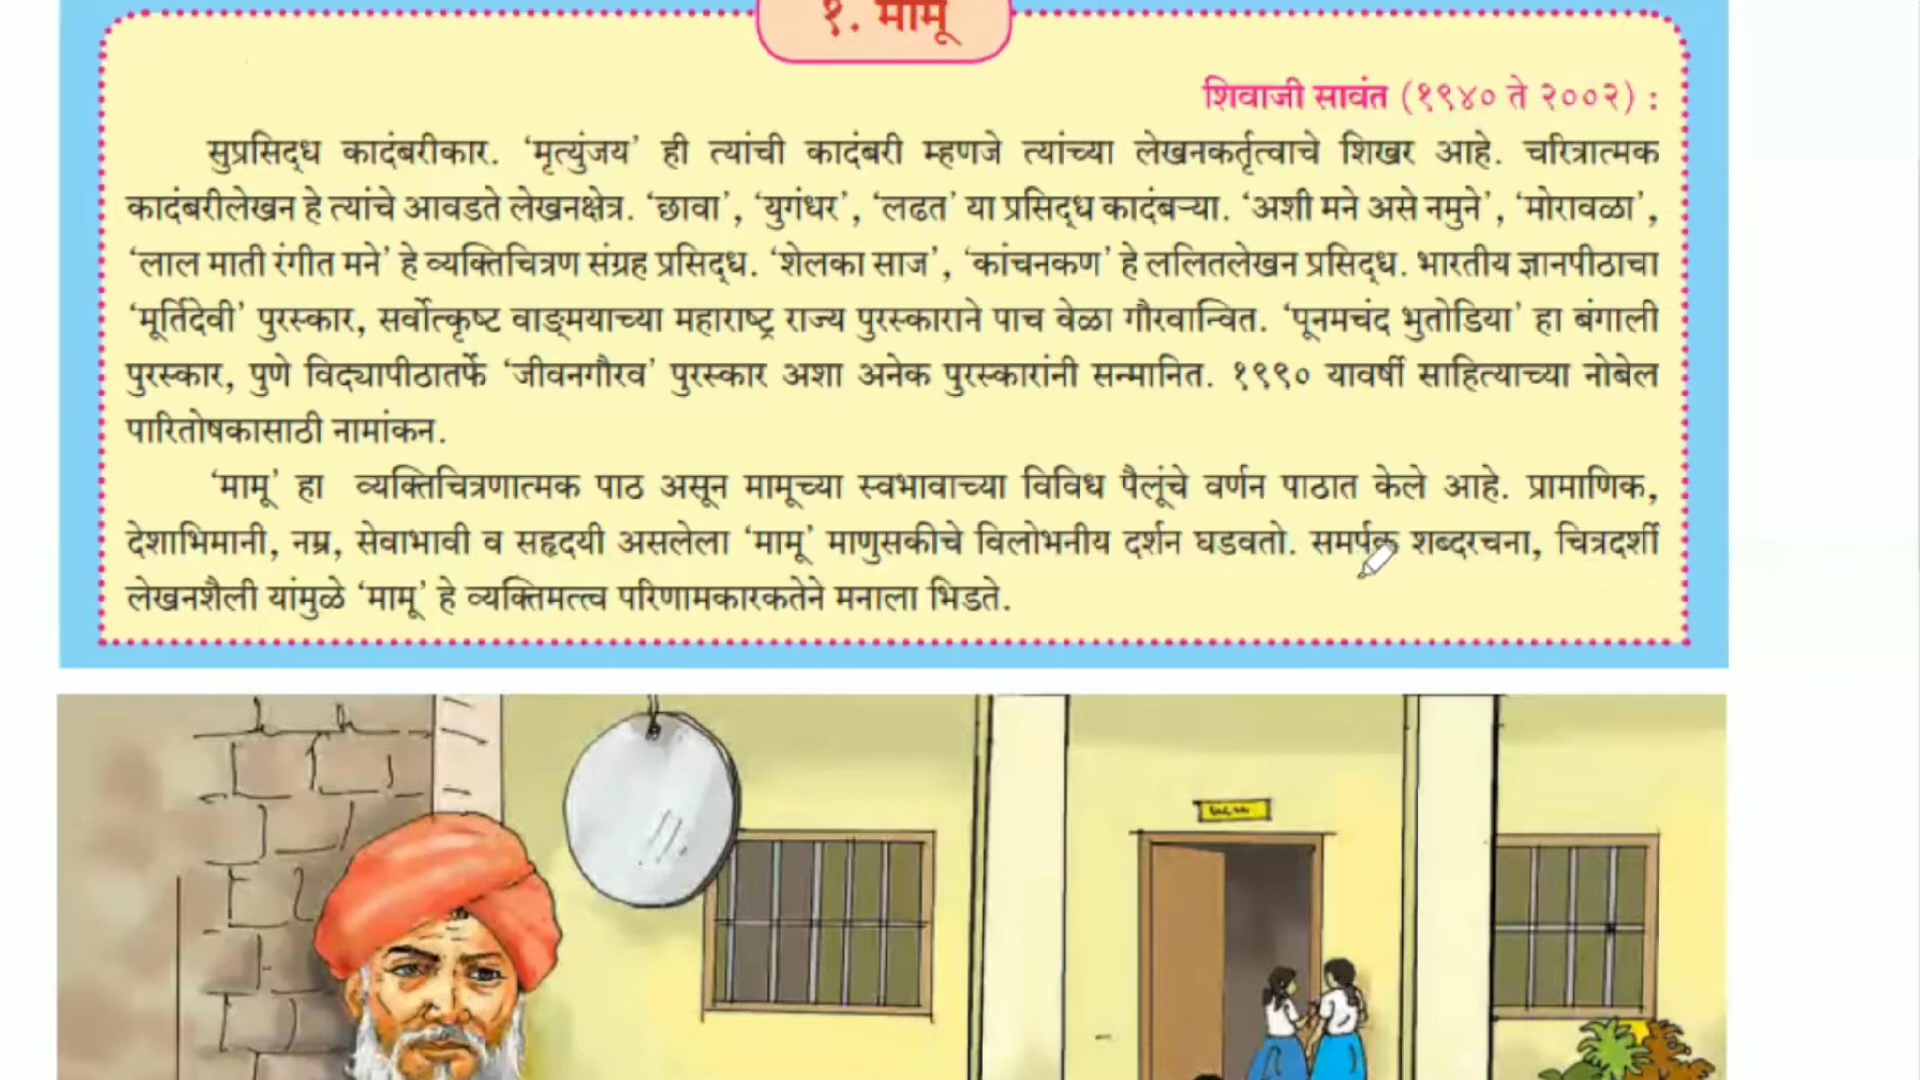 १. मामू
शिवाजी सावंत (१९४० ते २००२) :
सुप्रसिद्ध कादंबरीकार. ‘मृत्युंजय’ ही त्यांची कादंबरी म्हणजे त्यांच्या लेखनकर्तृत्वाचे शिखर आहे. चरित्रात्मक
कादंबरीलेखन हे त्यांचे आवडते लेखनक्षेत्र. ‘छावा’, ‘युगंधर’, ‘लढत’ या प्रसिद्ध कादंबऱ्या. ‘अशी मने असे नमुने’, ‘मोरावळा’,
‘लाल माती रंगीत मने’ हे व्यक्तिचित्रण संग्रह प्रसिद्ध. ‘शेलका साज’, ‘कांचनकण’ हे ललितलेखन प्रसिद्ध. भारतीय ज्ञानपीठाचा
‘मूर्तिदेवी’ पुरस्कार, सर्वोत्कृष्ट वाङ्मयाच्या महाराष्ट्र राज्य पुरस्काराने पाच वेळा गौरवान्वित. ‘पूनमचंद भुतोडिया’ हा बंगाली
पुरस्कार, पुणे विद्यापीठातर्फे ‘जीवनगौरव’ पुरस्कार अशा अनेक पुरस्कारांनी सन्मानित. १९९० यावर्षी साहित्याच्या नोबेल
पारितोषकासाठी नामांकन.
‘मामू’ हा व्यक्तिचित्रणात्मक पाठ असून मामूच्या स्वभावाच्या विविध पैलूंचे वर्णन पाठात केले आहे. प्रामाणिक,
देशाभिमानी, नम्र, सेवाभावी व सहृदयी असलेला ‘मामू’ माणुसकीचे विलोभनीय दर्शन घडवतो. समर्पक शब्दरचना, चित्रदर्शी
लेखनशैली यांमुळे ‘मामू’ हे व्यक्तिमत्त्व परिणामकारकतेने मनाला भिडते.